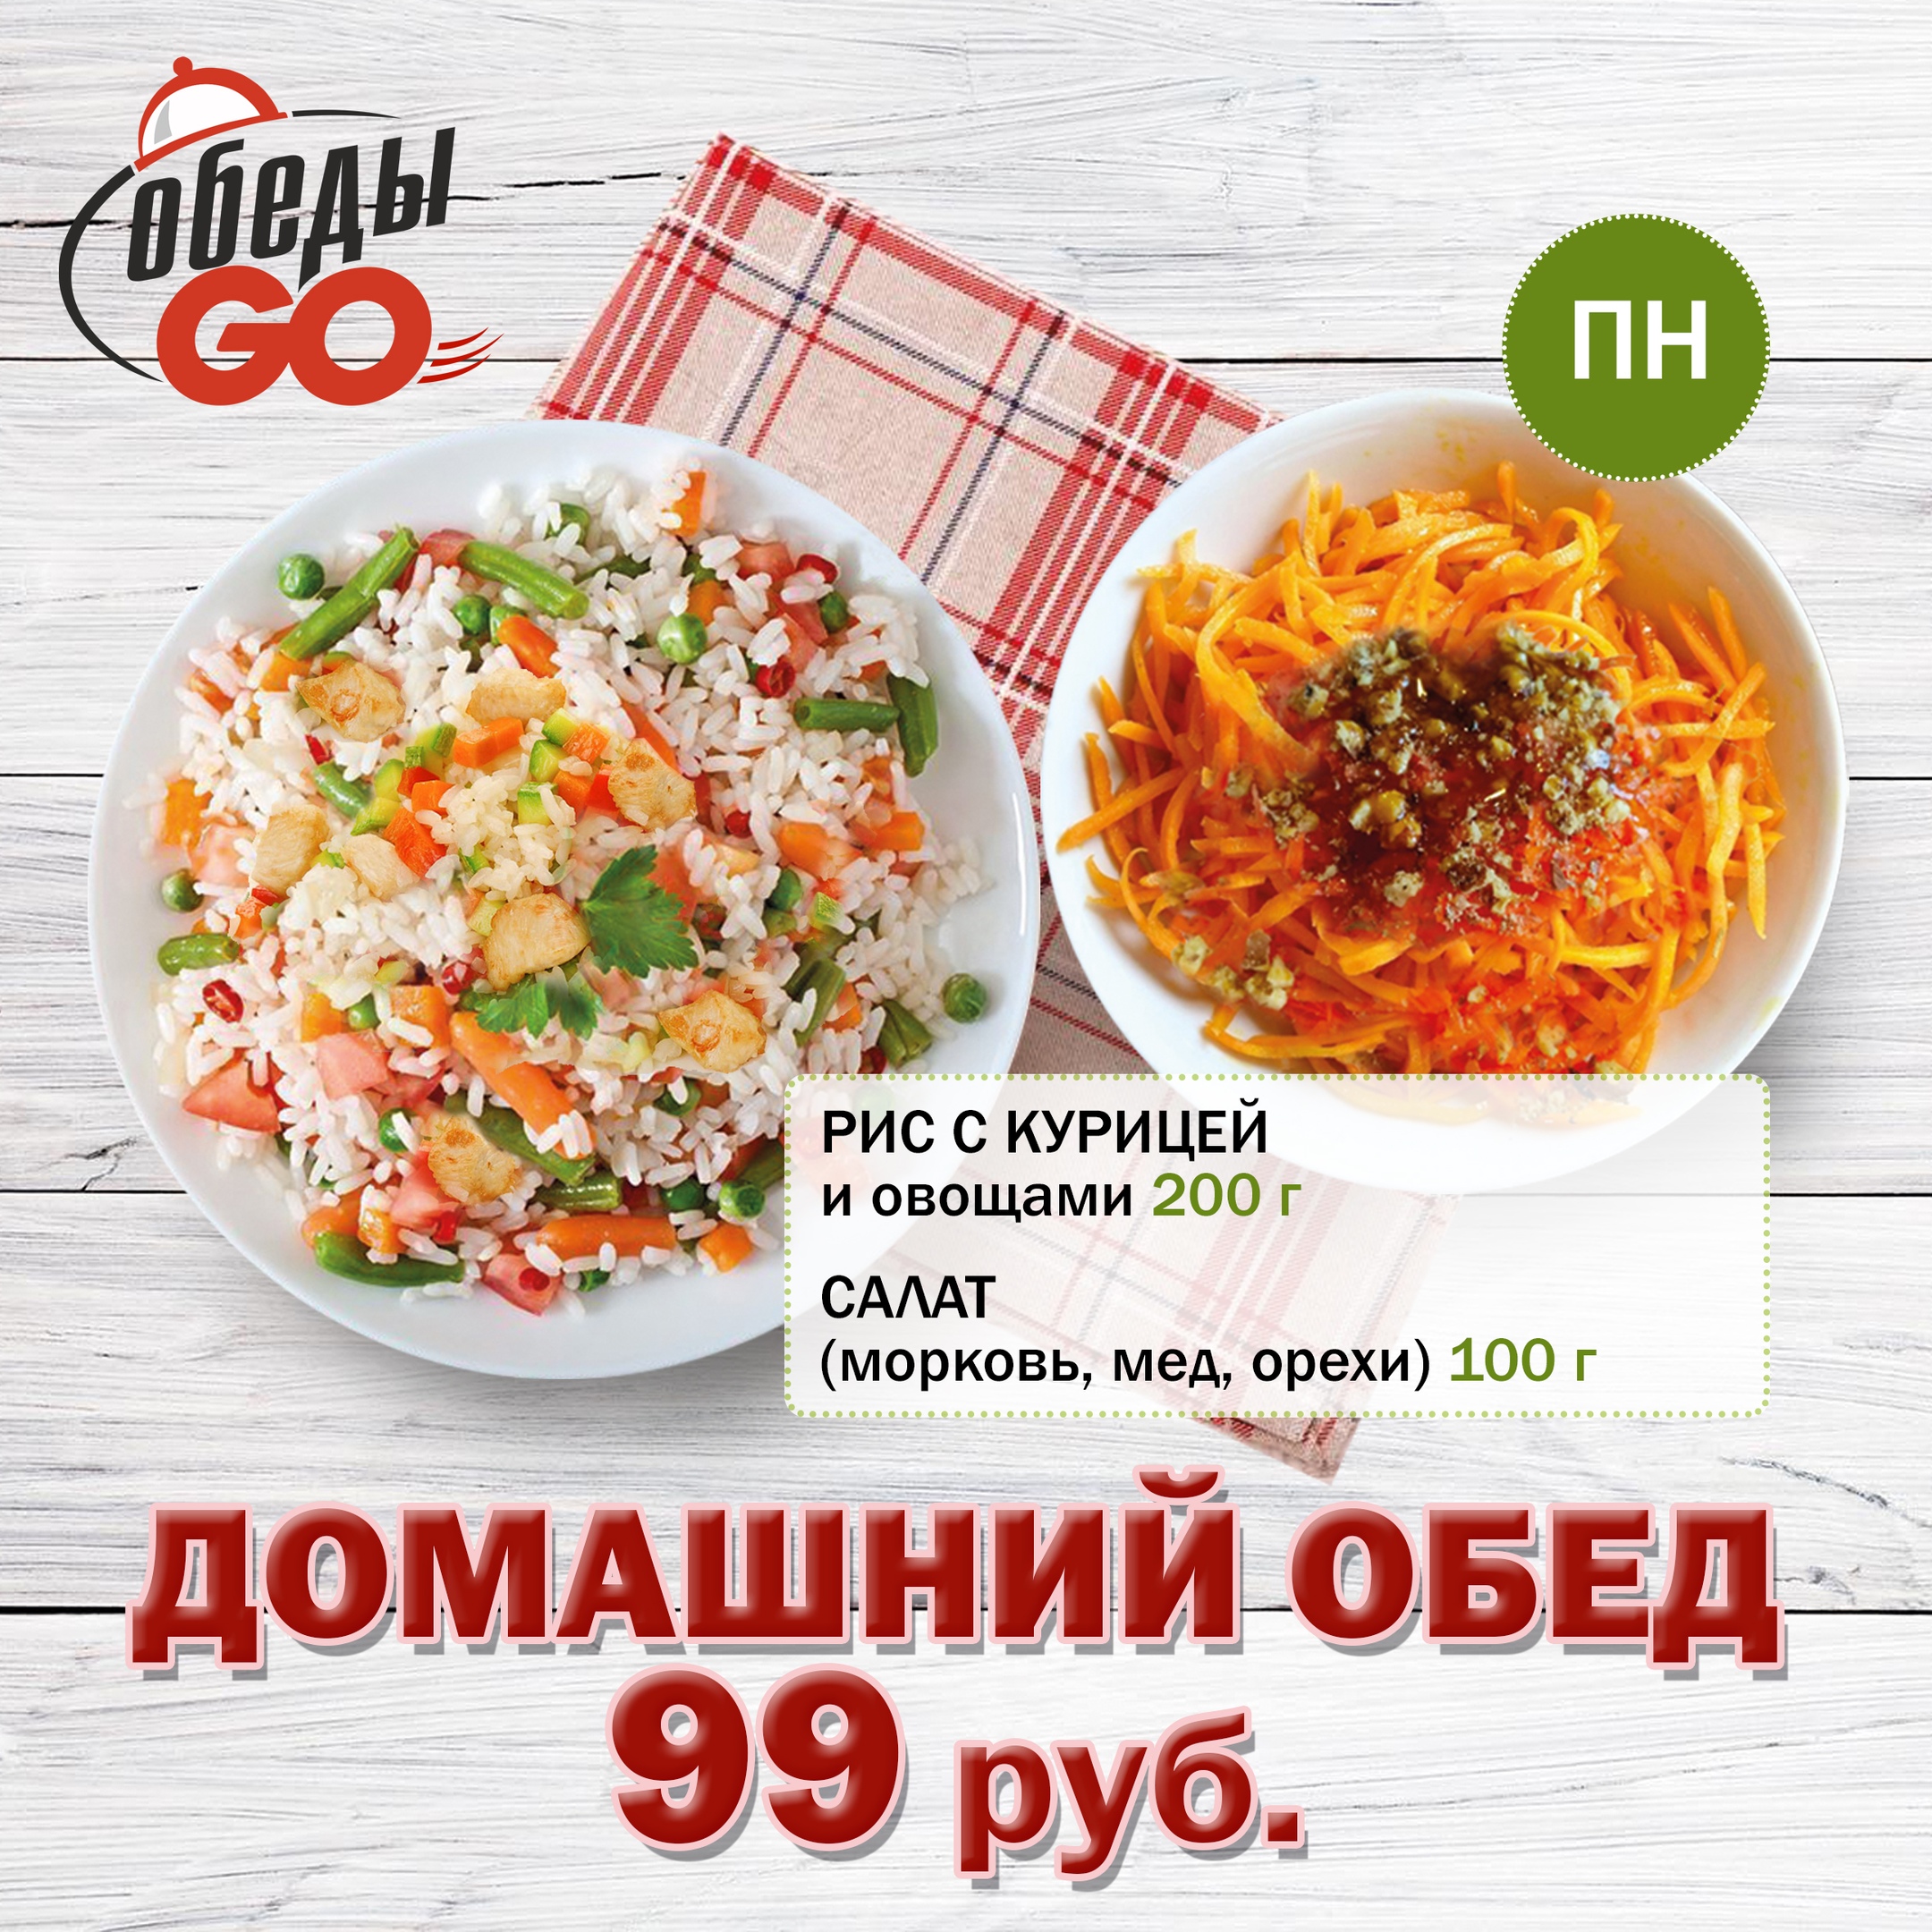 обеды
GO
ПН
РИС С КУРИЦЕЙ
и овощами 200 г
САЛАТ
(морковь, мед, орехи) 100 г
ДОМАШНИЙ ОБЕД
99 руб.